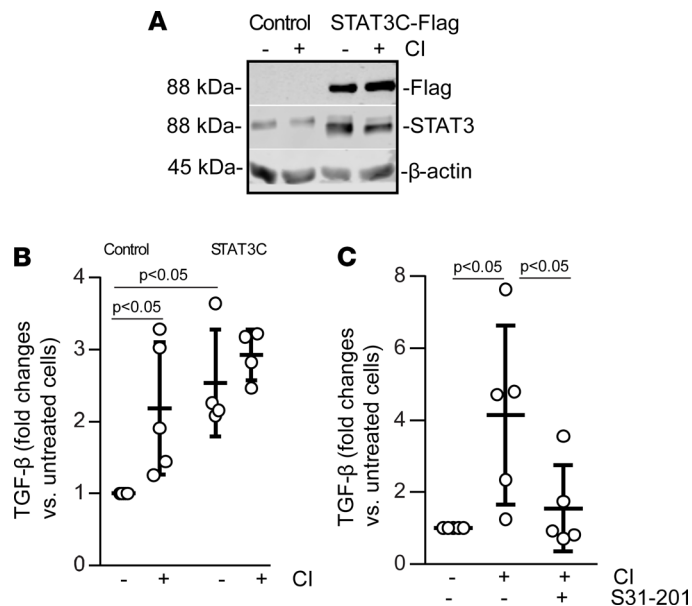 A
Control STAT3C-Flag
- + - + CI
88 kDa- -Flag
88 kDa- -STAT3
45 kDa- -β-actin
B
Control STAT3C
p<0.05
p<0.05
TGF-β (fold changes
vs. untreated cells)
4
3
2
1
0
- + - + CI
C
p<0.05 p<0.05
TGF-β (fold changes
vs. untreated cells)
8
6
4
2
0
- + + CI
- - + S31-201